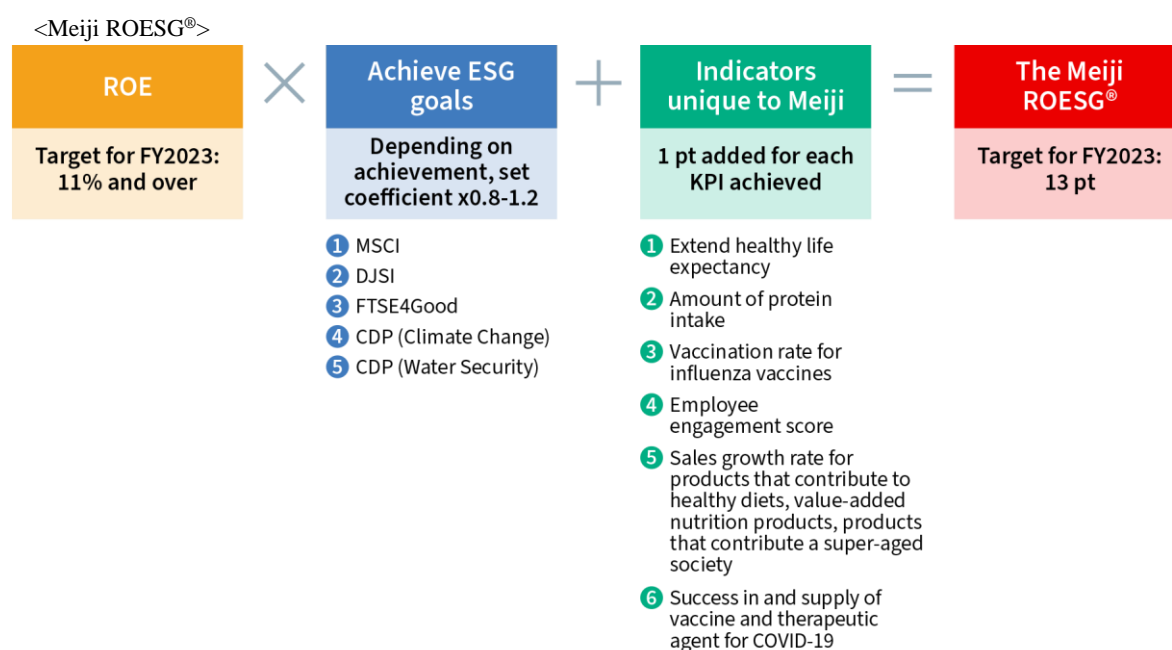 <Meiji ROESG®>
ROE
×
Achieve ESG
goals
+
Indicators
unique to Meiji
=
The Meiji
ROESG®
Target for FY2023:
11% and over
Depending on
achievement, set
coefficient x0.8-1.2
1 pt added for each
KPI achieved
Target for FY2023:
13 pt
1 MSCI
2 DJSI
3 FTSE4Good
4 CDP (Climate Change)
5 CDP (Water Security)
1 Extend healthy life
expectancy
2 Amount of protein
intake
3 Vaccination rate for
influenza vaccines
4 Employee
engagement score
5 Sales growth rate for
products that contribute to
healthy diets, value-added
nutrition products, products
that contribute a super-aged
society
6 Success in and supply of
vaccine and therapeutic
agent for COVID-19